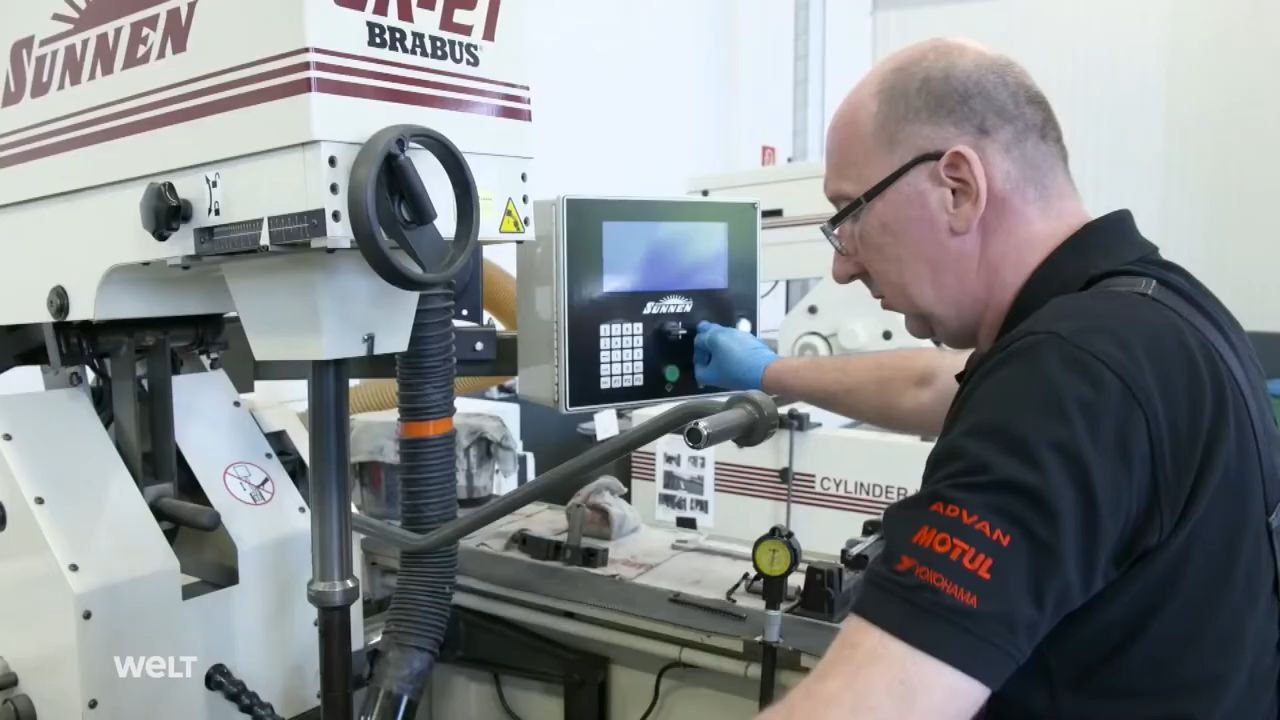 SUNNEN
BRABUS
SUNNEN
CYLINDER
ADVAN
MOTUL
YOKOHAMA
WELT